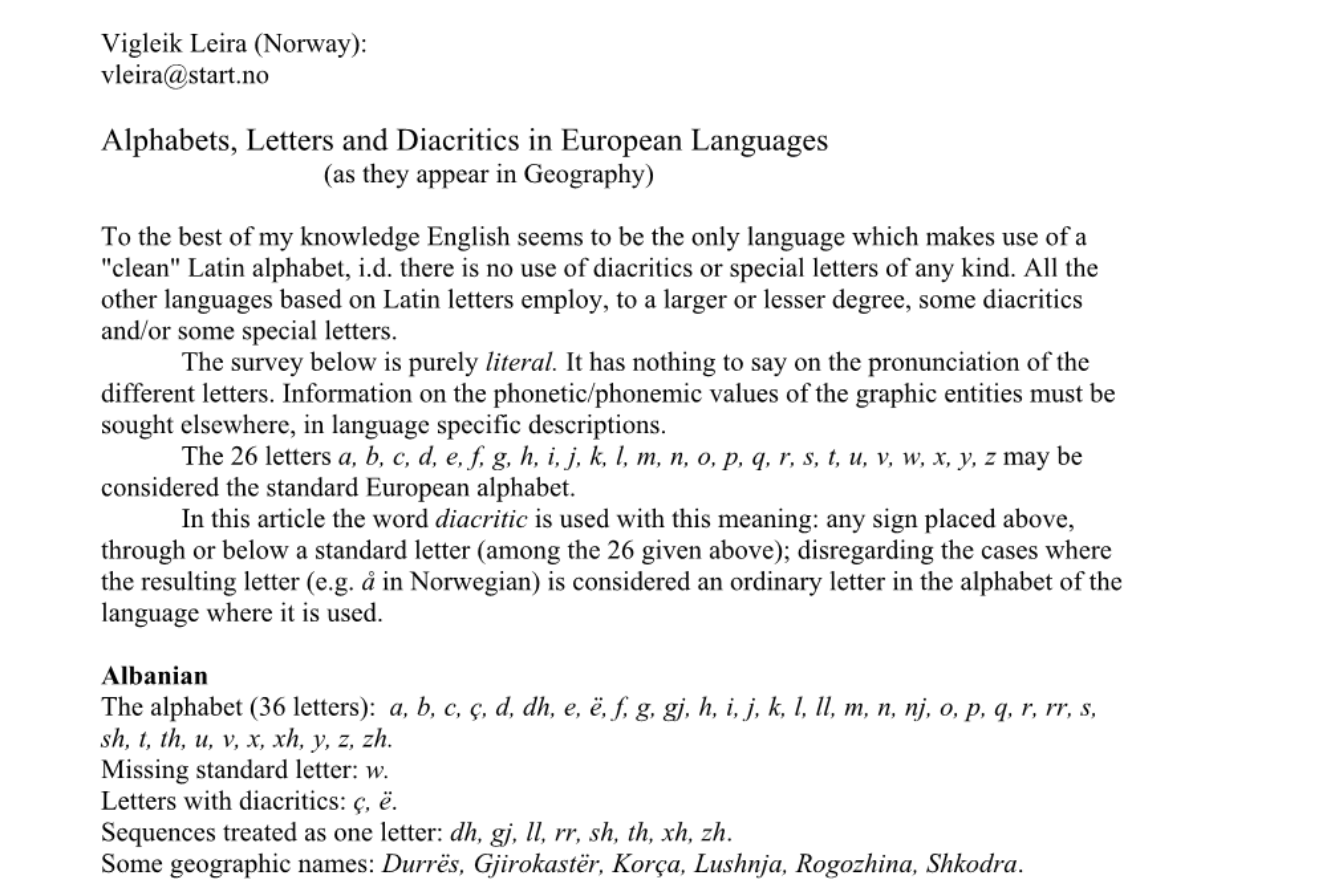 Vigleik Leira (Norway):
vleira@start.no
Alphabets, Letters and Diacritics in European Languages
(as they appear in Geography)
To the best of my knowledge English seems to be the only language which makes use of a
"clean" Latin alphabet, i.d. there is no use of diacritics or special letters of any kind. All the
other languages based on Latin letters employ, to a larger or lesser degree, some diacritics
and/or some special letters.
The survey below is purely literal. It has nothing to say on the pronunciation of the
different letters. Information on the phonetic/phonemic values of the graphic entities must be
sought elsewhere, in language specific descriptions.
The 26 letters a, b, c, d, e, f, g, h, i, j, k, l, m, n, o, p, q, r, s, t, u, v, w, x, y, z may be
considered the standard European alphabet.
In this article the word diacritic is used with this meaning: any sign placed above,
through or below a standard letter (among the 26 given above); disregarding the cases where
the resulting letter (e.g. å in Norwegian) is considered an ordinary letter in the alphabet of the
language where it is used.
Albanian
The alphabet (36 letters): a, b, c, ç, d, dh, e, ë, f, g, gj, h, i, j, k, l, ll, m, n, nj, o, p, q, r, rr, s,
sh, t, th, u, v, x, xh, y, z, zh.
Missing standard letter: w.
Letters with diacritics: ç, ë.
Sequences treated as one letter: dh, gj, ll, rr, sh, th, xh, zh.
Some geographic names: Durrës, Gjirokastër, Korça, Lushnja, Rogozhina, Shkodra.